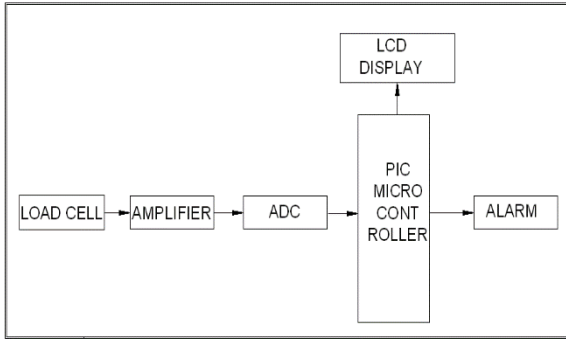 LCD
DISPLAY
LOAD CELL
AMPLIFIER
ADC
PIC
MICRO
CONT
ROLLER
ALARM